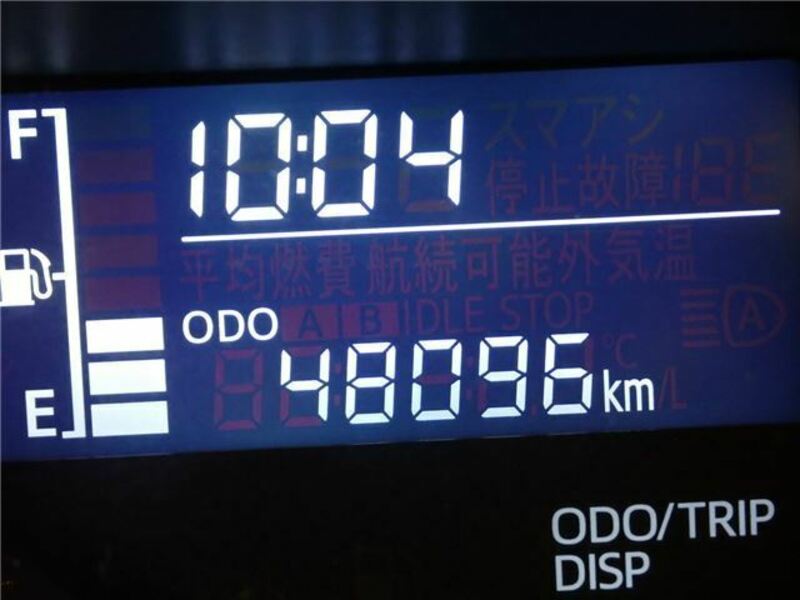 F
10:04
スマアシ
停止故障
平均燃費 航続可能外気温
ODO A B IDLE STOP
A
°C
48096 km
/L
E
ODO/TRIP
DISP